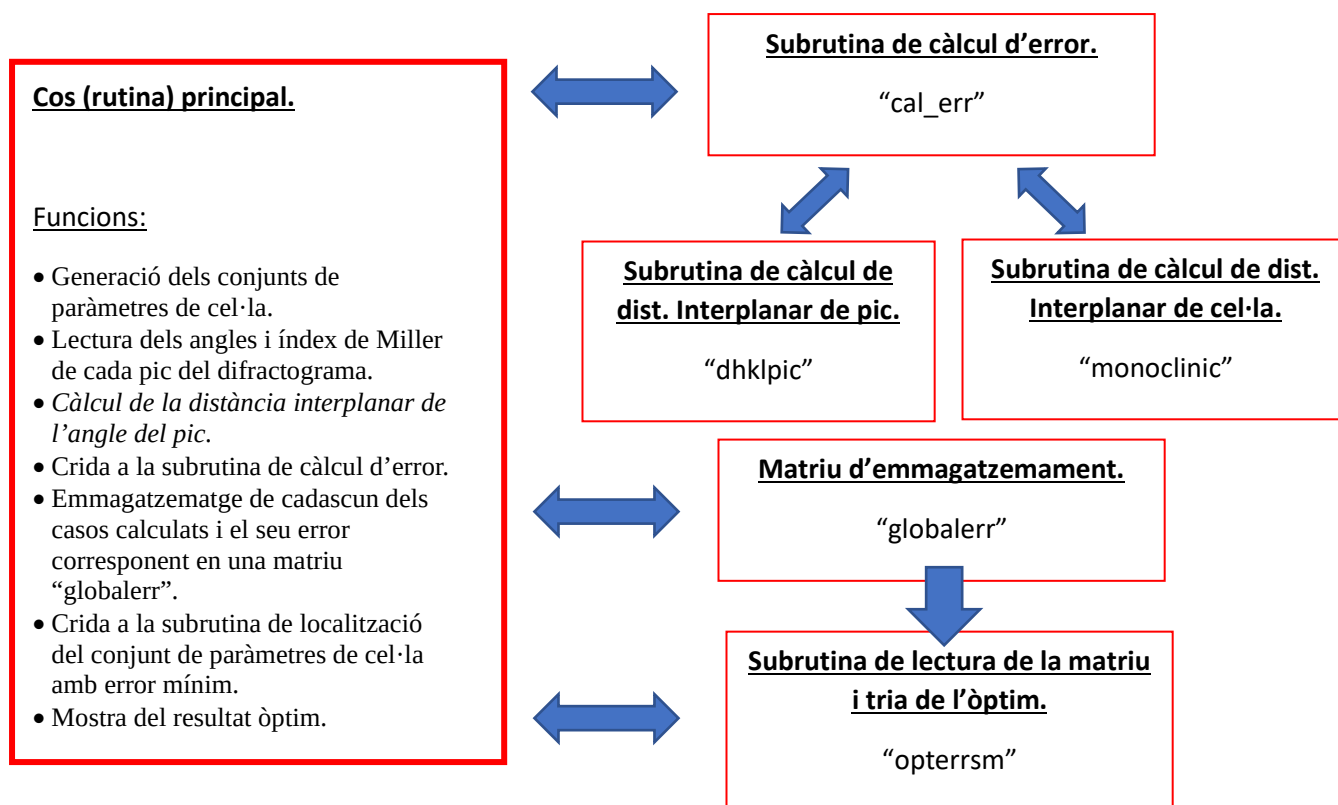 Cos (rutina) principal.
Funcions:
• Generació dels conjunts de
paràmetres de cel·la.
• Lectura dels angles i índex de Miller
de cada pic del difractograma.
• Càlcul de la distància interplanar de
l’angle del pic.
• Crida a la subrutina de càlcul d’error.
• Emmagatzematge de cadascun dels
casos calculats i el seu error
corresponent en una matriu
“globalerr”.
• Crida a la subrutina de localització
del conjunt de paràmetres de cel·la
amb error mínim.
• Mostra del resultat òptim.
Subrutina de càlcul d’error.
“cal_err”
Subrutina de càlcul de
dist. Interplanar de pic.
“dhklpic”
Subrutina de càlcul de dist.
Interplanar de cel·la.
“monoclinic”
Matriu d’emmagatzemament.
“globalerr”
Subrutina de lectura de la matriu
i tria de l’òptim.
“opterrsm”